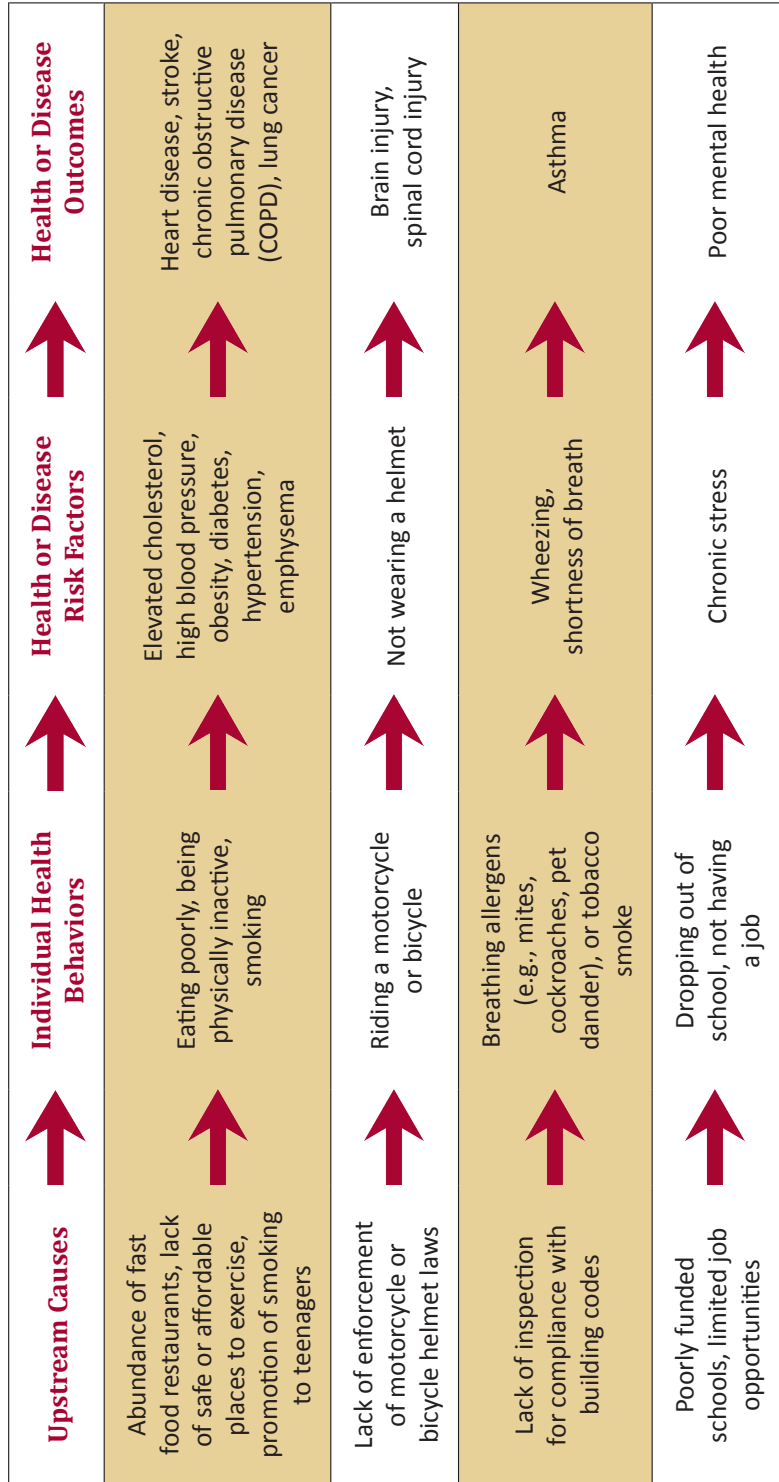 Upstream Causes
Individual Health
Behaviors
Health or Disease
Risk Factors
Health or Disease
Outcomes
Abundance of fast
food restaurants, lack
of safe or affordable
places to exercise,
promotion of smoking
to teenagers
Eating poorly, being
physically inactive,
smoking
Elevated cholesterol,
high blood pressure,
obesity, diabetes,
hypertension,
emphysema
Heart disease, stroke,
chronic obstructive
pulmonary disease
(COPD), lung cancer
Lack of enforcement
of motorcycle or
bicycle helmet laws
Riding a motorcycle
or bicycle
Not wearing a helmet
Brain injury,
spinal cord injury
Lack of inspection
for compliance with
building codes
Breathing allergens
(e.g., mites,
cockroaches, pet
dander), or tobacco
smoke
Wheezing,
shortness of breath
Asthma
Poorly funded
schools, limited job
opportunities
Dropping out of
school, not having
a job
Chronic stress
Poor mental health